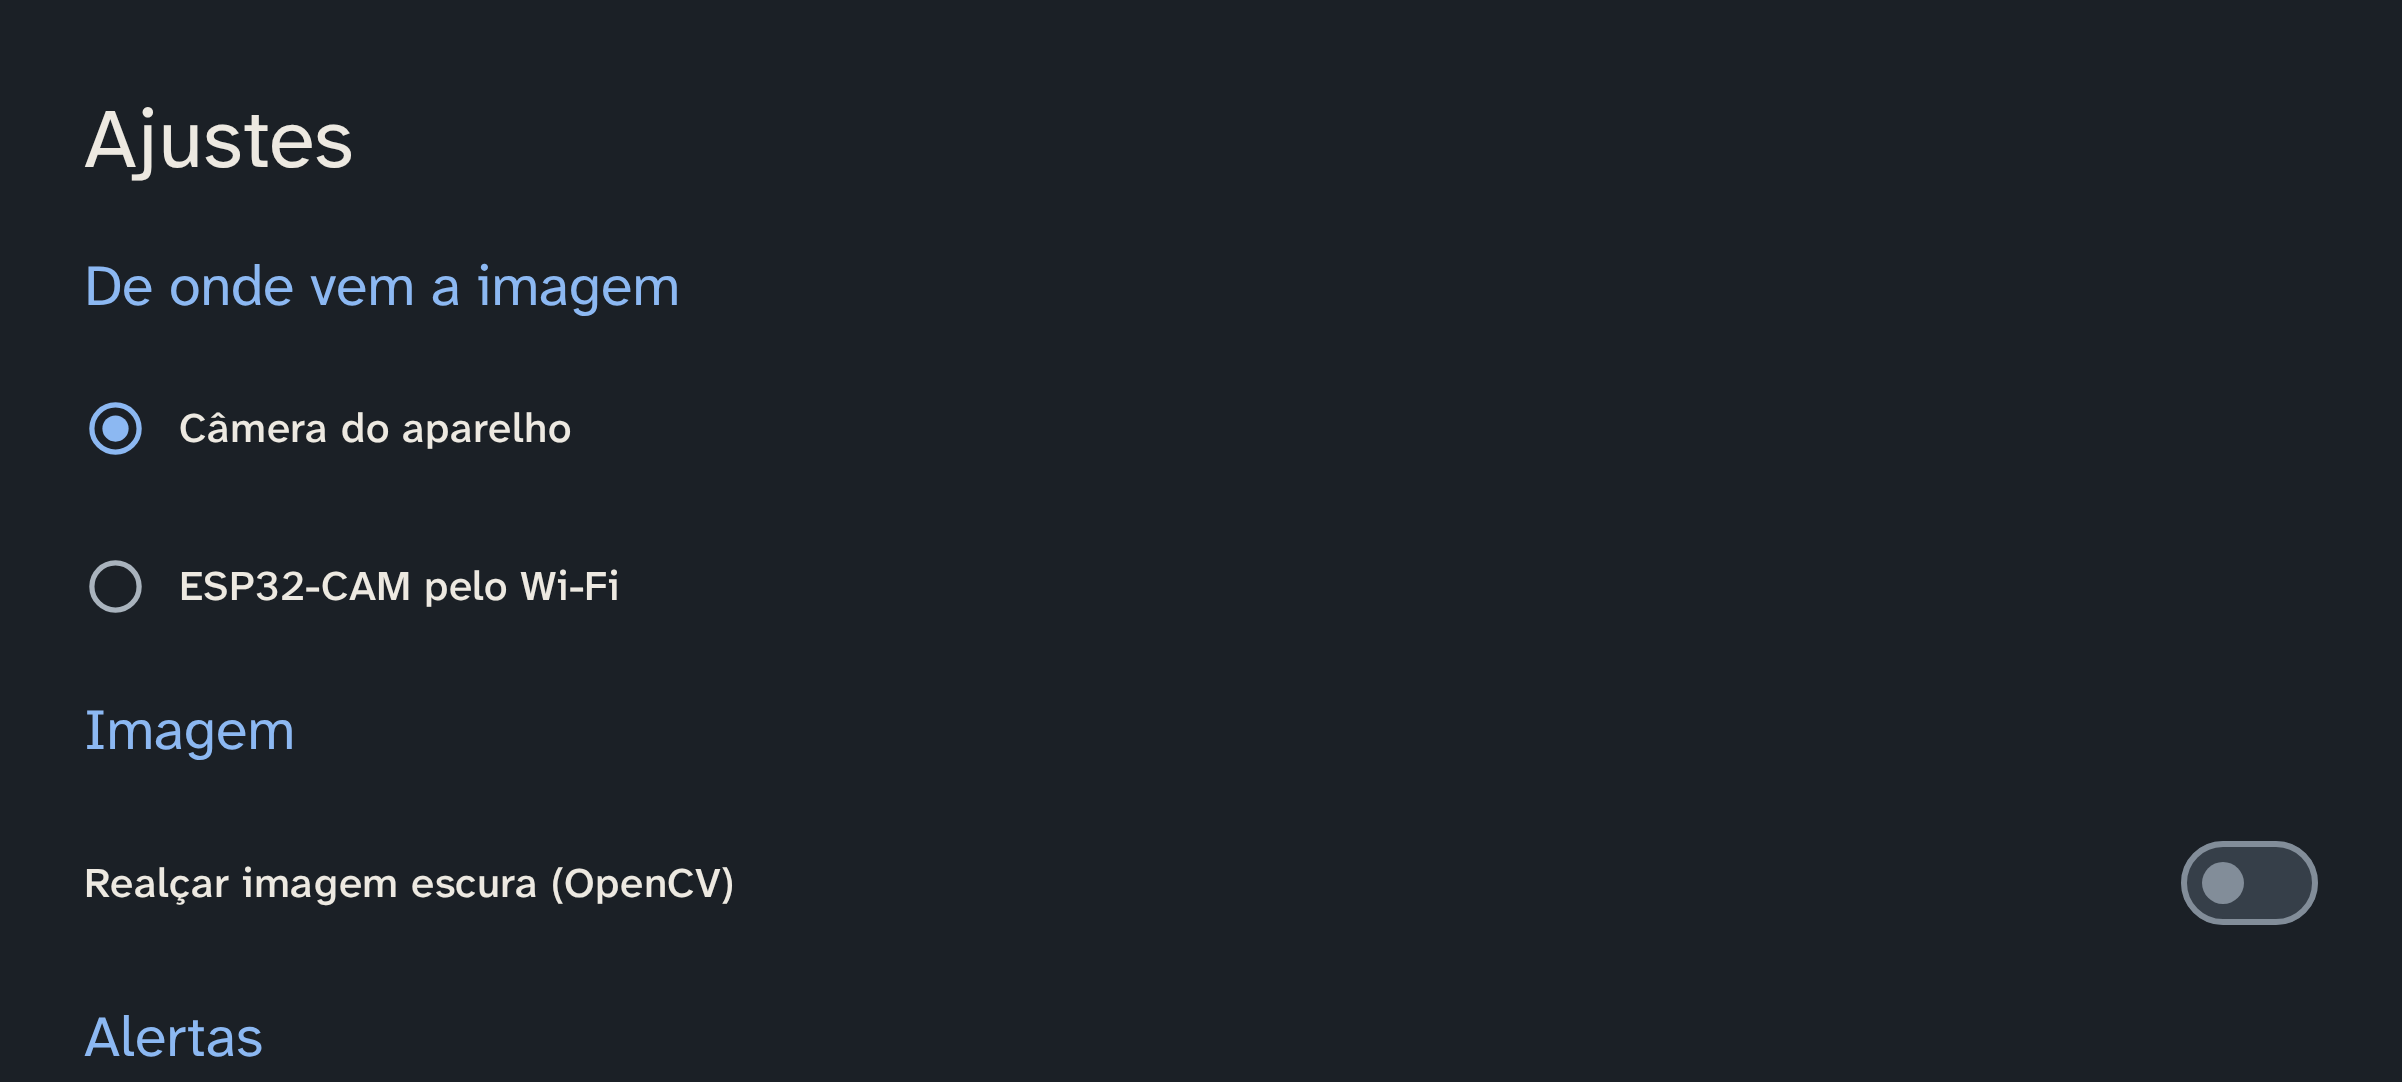 Ajustes
De onde vem a imagem
Câmera do aparelho
ESP32-CAM pelo Wi-Fi
Imagem
Realçar imagem escura (OpenCV)
Alertas